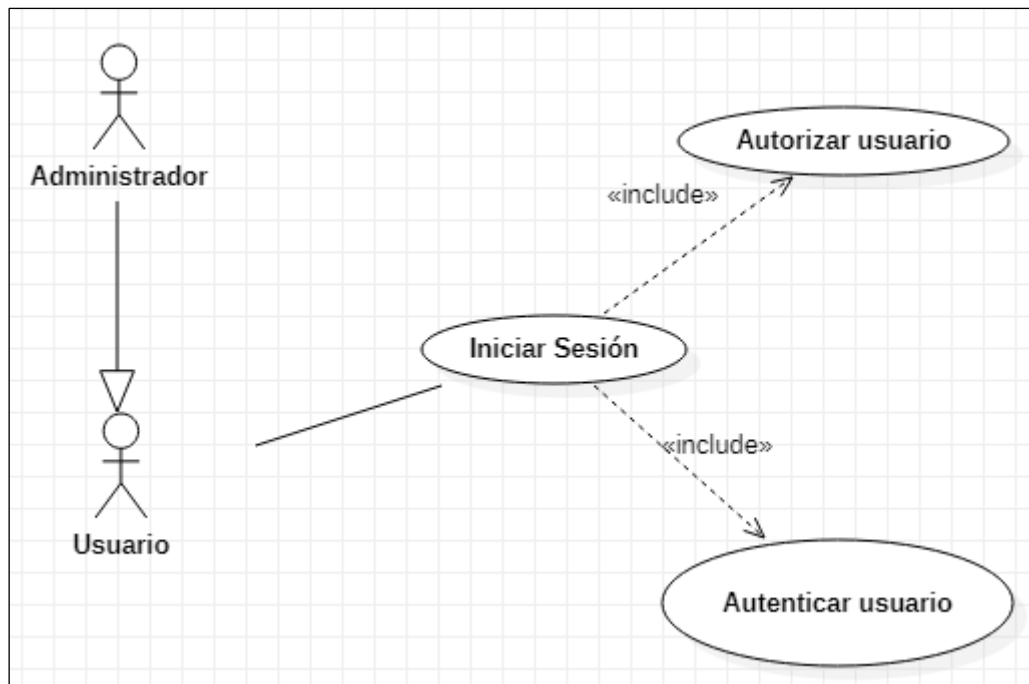 Administrador
Autorizar usuario
«include»
Iniciar Sesión
«include»
Usuario
Autenticar usuario